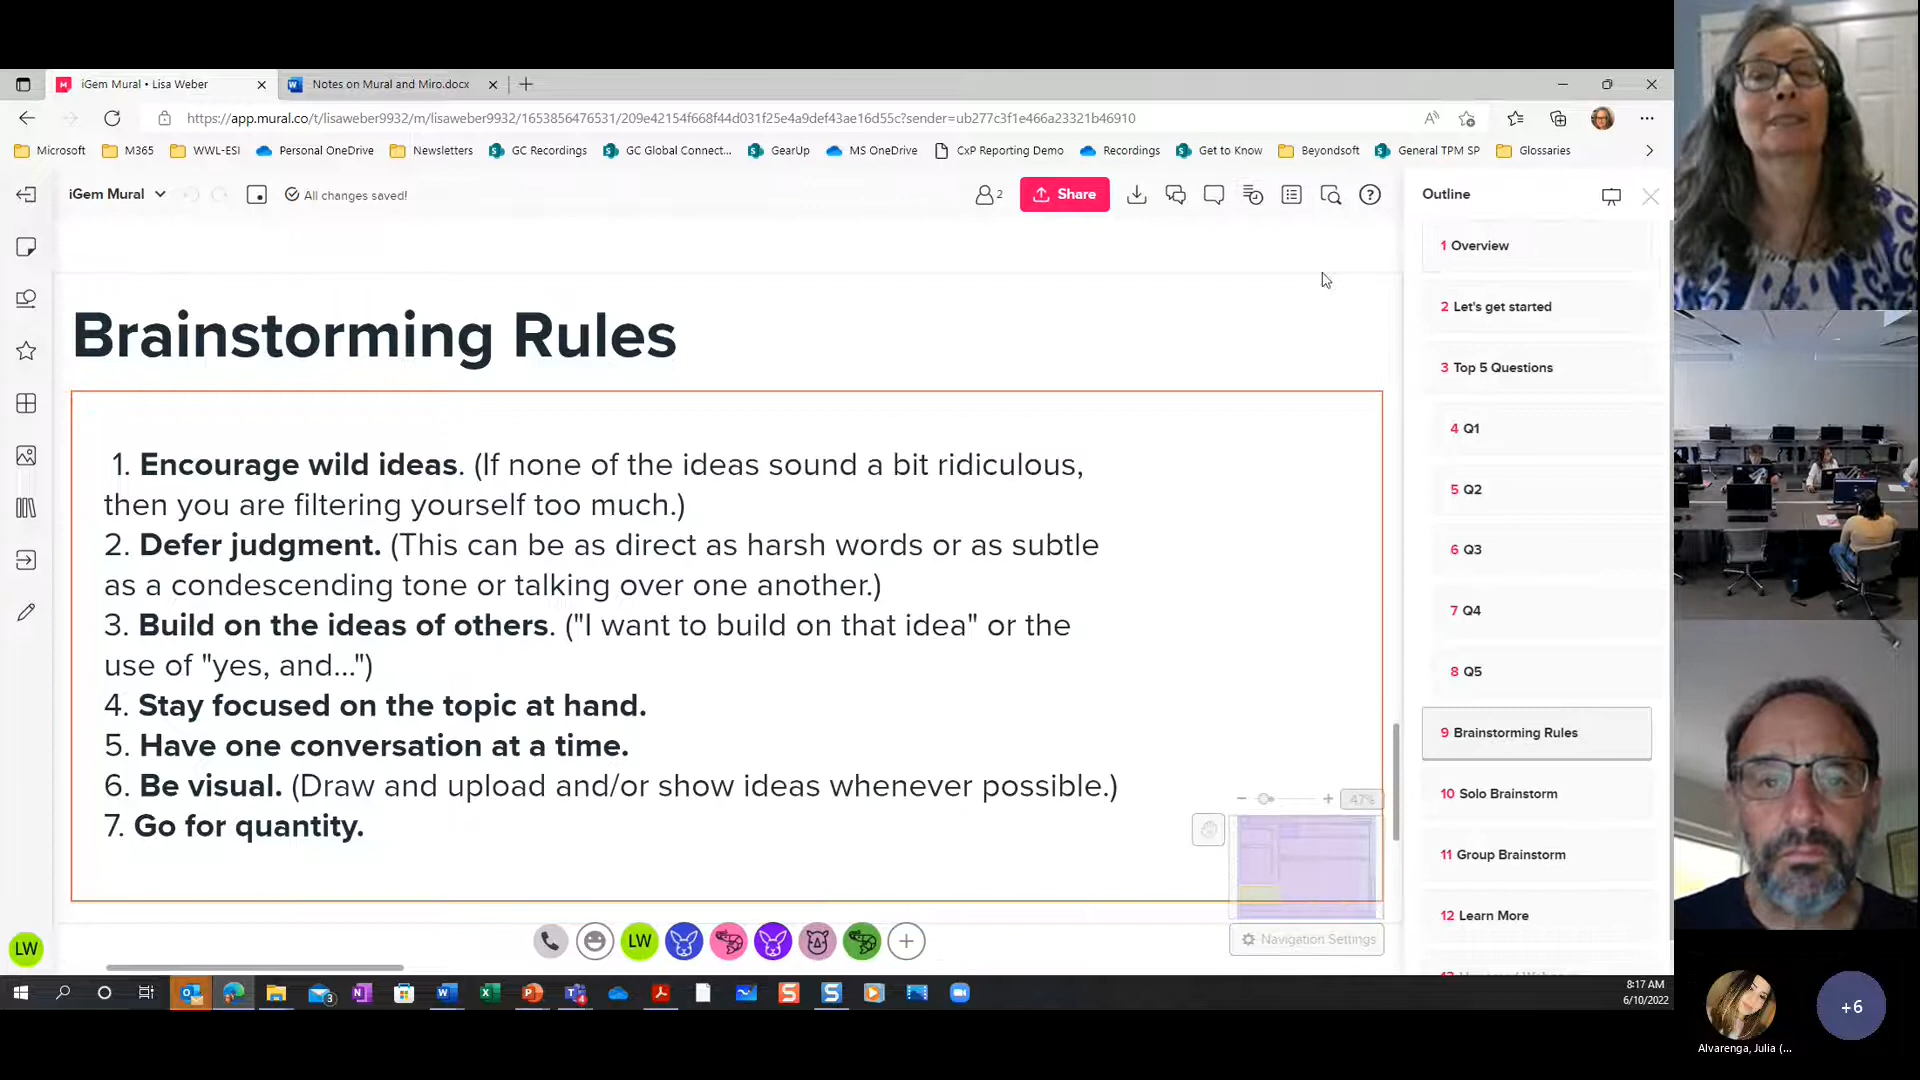 iGem Mural • Lisa Weber
Notes on Mural and Miro.docx
https://app.mural.co/t/lisaweber9932/m/lisaweber9932/1653856476531/209e42154f668f44d031f25e4a9def43ae16d55c?sender=ub277c3f1e466a23321b46910
Microsoft
M365
WWL-ESI
Personal OneDrive
Newsletters
GC Recordings
GC Global Connect...
GearUp
MS OneDrive
CxP Reporting Demo
Recordings
Get to Know
Beyondsoft
General TPM SP
Glossaries
iGem Mural
All changes saved!
2
Share
Outline
1 Overview
2 Let's get started
3 Top 5 Questions
4 Q1
5 Q2
6 Q3
7 Q4
8 Q5
9 Brainstorming Rules
10 Solo Brainstorm
11 Group Brainstorm
12 Learn More
Brainstorming Rules
1. Encourage wild ideas. (If none of the ideas sound a bit ridiculous,
then you are filtering yourself too much.)
2. Defer judgment. (This can be as direct as harsh words or as subtle
as a condescending tone or talking over one another.)
3. Build on the ideas of others. ("I want to build on that idea" or the
use of "yes, and...")
4. Stay focused on the topic at hand.
5. Have one conversation at a time.
6. Be visual. (Draw and upload and/or show ideas whenever possible.)
7. Go for quantity.
47%
Navigation Settings
LW
LW
8:17 AM
6/10/2022
Alvarenga, Julia (...
+6